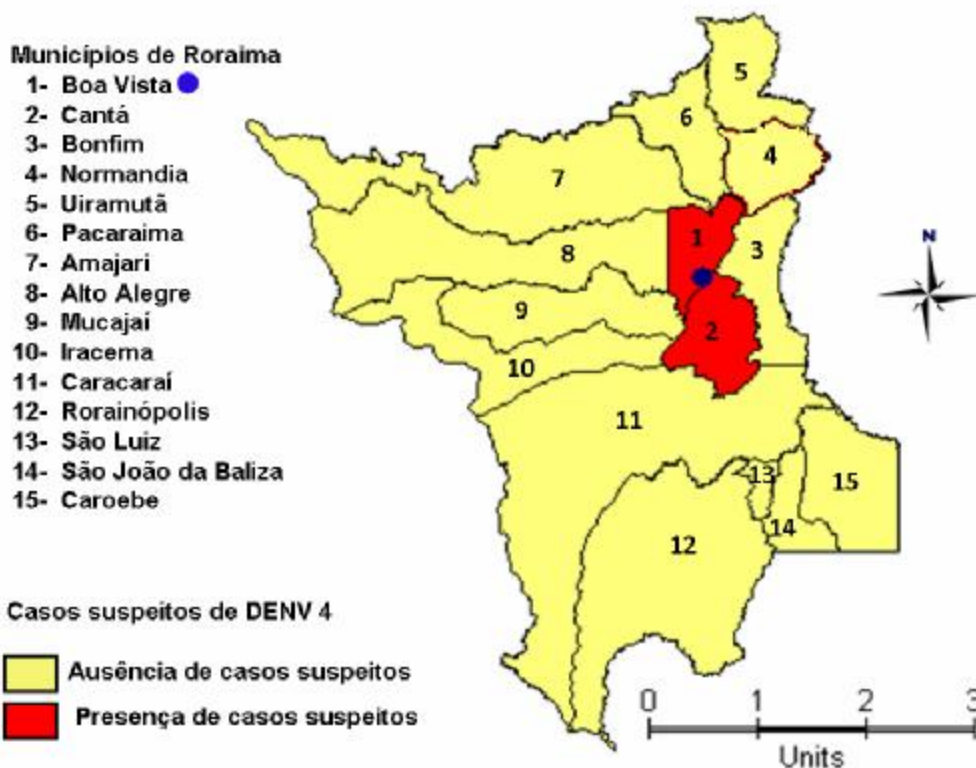 Municípios de Roraima
1- Boa Vista
2- Cantá
3- Bonfim
4- Normandia
5- Uiramutã
6- Pacaraima
7- Amajari
8- Alto Alegre
9- Mucajaí
10- Iracema
11- Caracaraí
12- Rorainópolis
13- São Luiz
14- São João da Baliza
15- Caroebe
5
6
4
7
1
3
8
9
2
10
11
13
15
14
12
N
Casos suspeitos de DENV 4
Ausência de casos suspeitos
Presença de casos suspeitos
0 1 2 3
Units